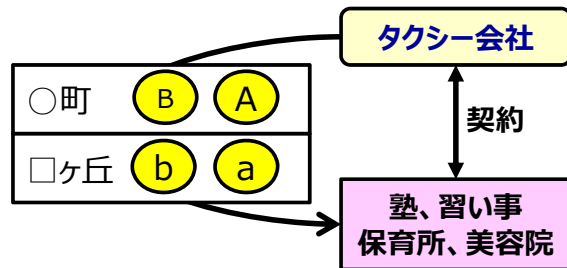 タクシー会社
○町 B A
契約
□ヶ丘 b a
塾、習い事
保育所、美容院